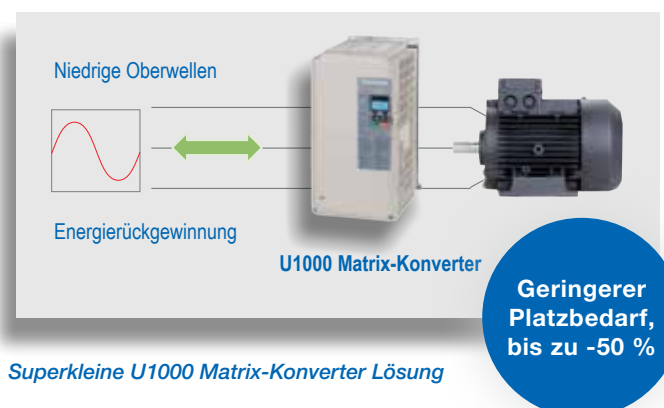 Niedrige Oberwellen
Energierückgewinnung
U1000 Matrix-Konverter
Geringerer
Platzbedarf,
bis zu -50 %
Superkleine U1000 Matrix-Konverter Lösung